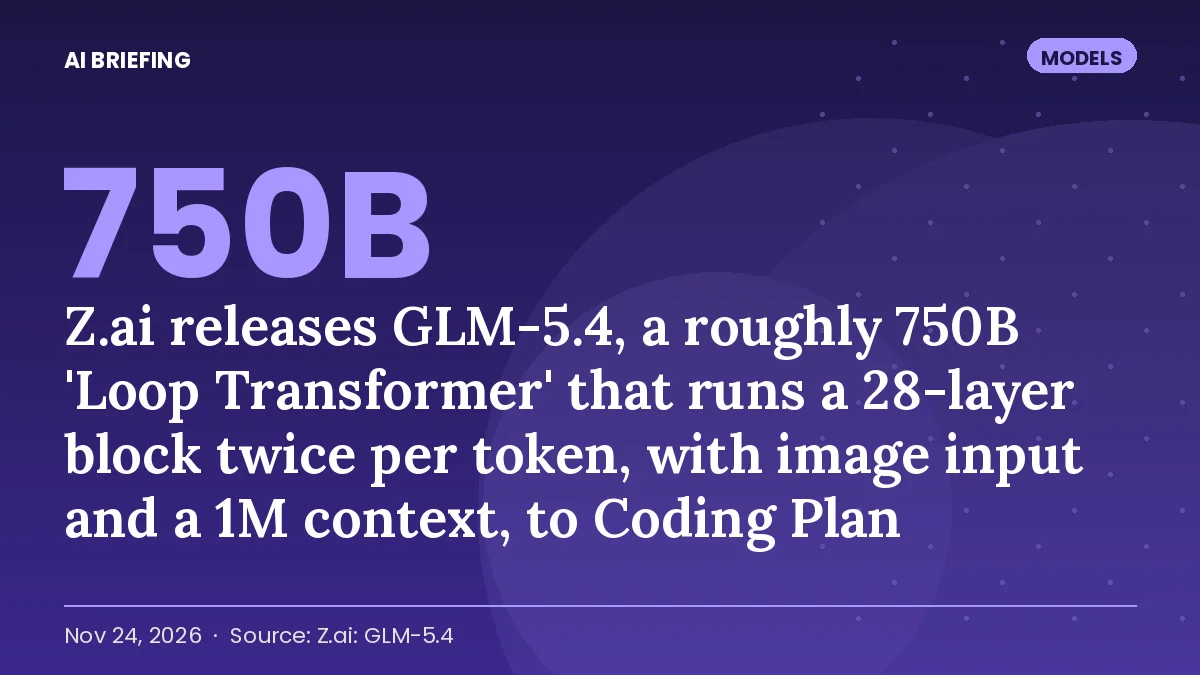 AI BRIEFING
MODELS
750B
Z.ai releases GLM-5.4, a roughly 750B
'Loop Transformer' that runs a 28-layer
block twice per token, with image input
and a 1M context, to Coding Plan
Nov 24, 2026 · Source: Z.ai: GLM-5.4